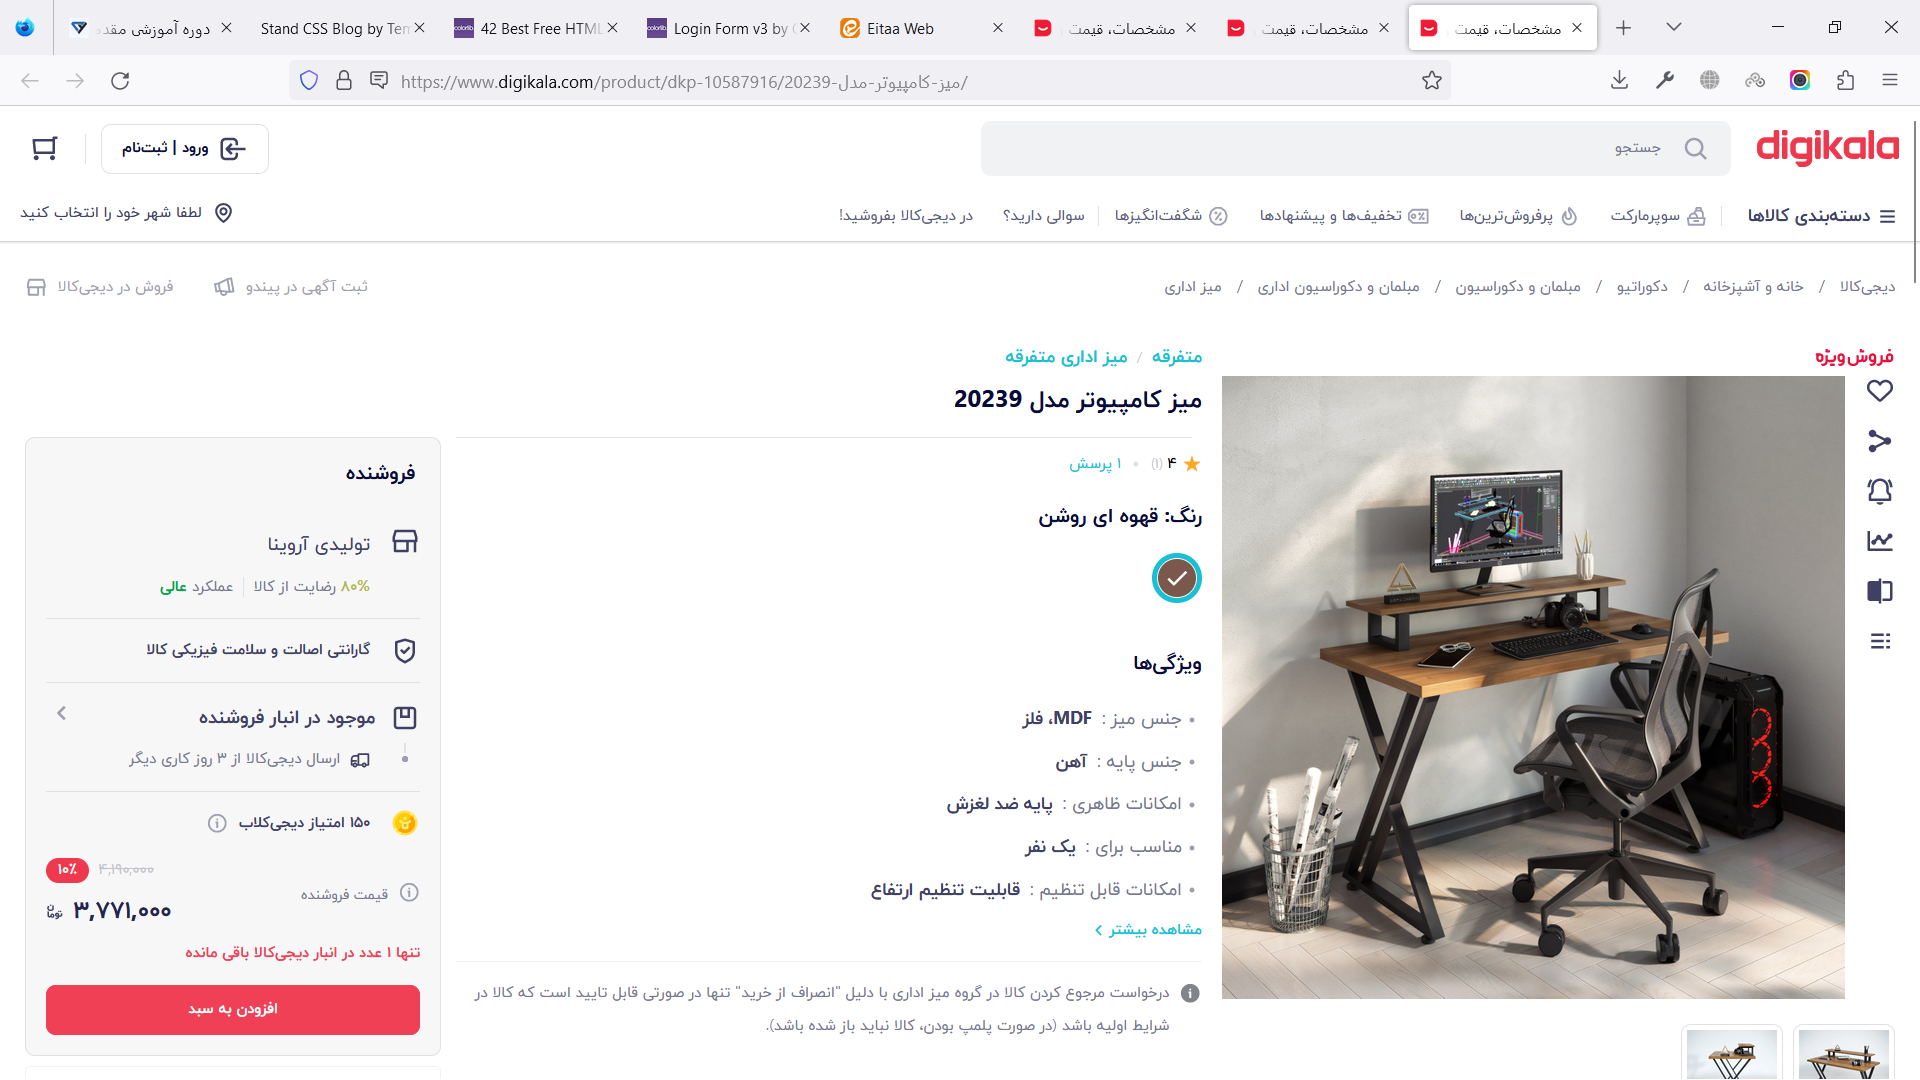 دوره آموزشی مقد
Stand CSS Blog by Tem
42 Best Free HTML
Login Form v3 by
Eitaa Web
مشخصات، قیمت
مشخصات، قیمت
مشخصات، قیمت
https://www.digikala.com/product/dkp-10587916/میز-کامپیوتر-مدل-20239/
digikala
جستجو
ورود | ثبت‌نام
دسته‌بندی کالاها
سوپرمارکت
پرفروش‌ترین‌ها
تخفیف‌ها و پیشنهادها
شگفت‌انگیزها
سوالی دارید؟
در دیجی‌کالا بفروشید!
لطفا شهر خود را انتخاب کنید
دیجی‌کالا / خانه و آشپزخانه / دکوراتیو / مبلمان و دکوراسیون / مبلمان و دکوراسیون اداری / میز اداری
ثبت آگهی در پیندو
فروش در دیجی‌کالا
فروش ویژه
متفرقه / میز اداری متفرقه
میز کامپیوتر مدل 20239
۴ (۱) • ۱ پرسش
رنگ: قهوه ای روشن
ویژگی‌ها
جنس میز : MDF، فلز
جنس پایه : آهن
امکانات ظاهری : پایه ضد لغزش
مناسب برای : یک نفر
امکانات قابل تنظیم : قابلیت تنظیم ارتفاع
مشاهده بیشتر
درخواست مرجوع کردن کالا در گروه میز اداری با دلیل "انصراف از خرید" تنها در صورتی قابل تایید است که کالا در
شرایط اولیه باشد (در صورت پلمپ بودن، کالا نباید باز شده باشد).
فروشنده
تولیدی آروینا
۸۰% رضایت از کالا | عملکرد عالی
گارانتی اصالت و سلامت فیزیکی کالا
موجود در انبار فروشنده
ارسال دیجی‌کالا از ۳ روز کاری دیگر
۱۵۰ امتیاز دیجی‌کلاب
۴,۱۹۰,۰۰۰ ۱۰٪
قیمت فروشنده
۳,۷۷۱,۰۰۰ تومان
تنها ۱ عدد در انبار دیجی‌کالا باقی مانده
افزودن به سبد